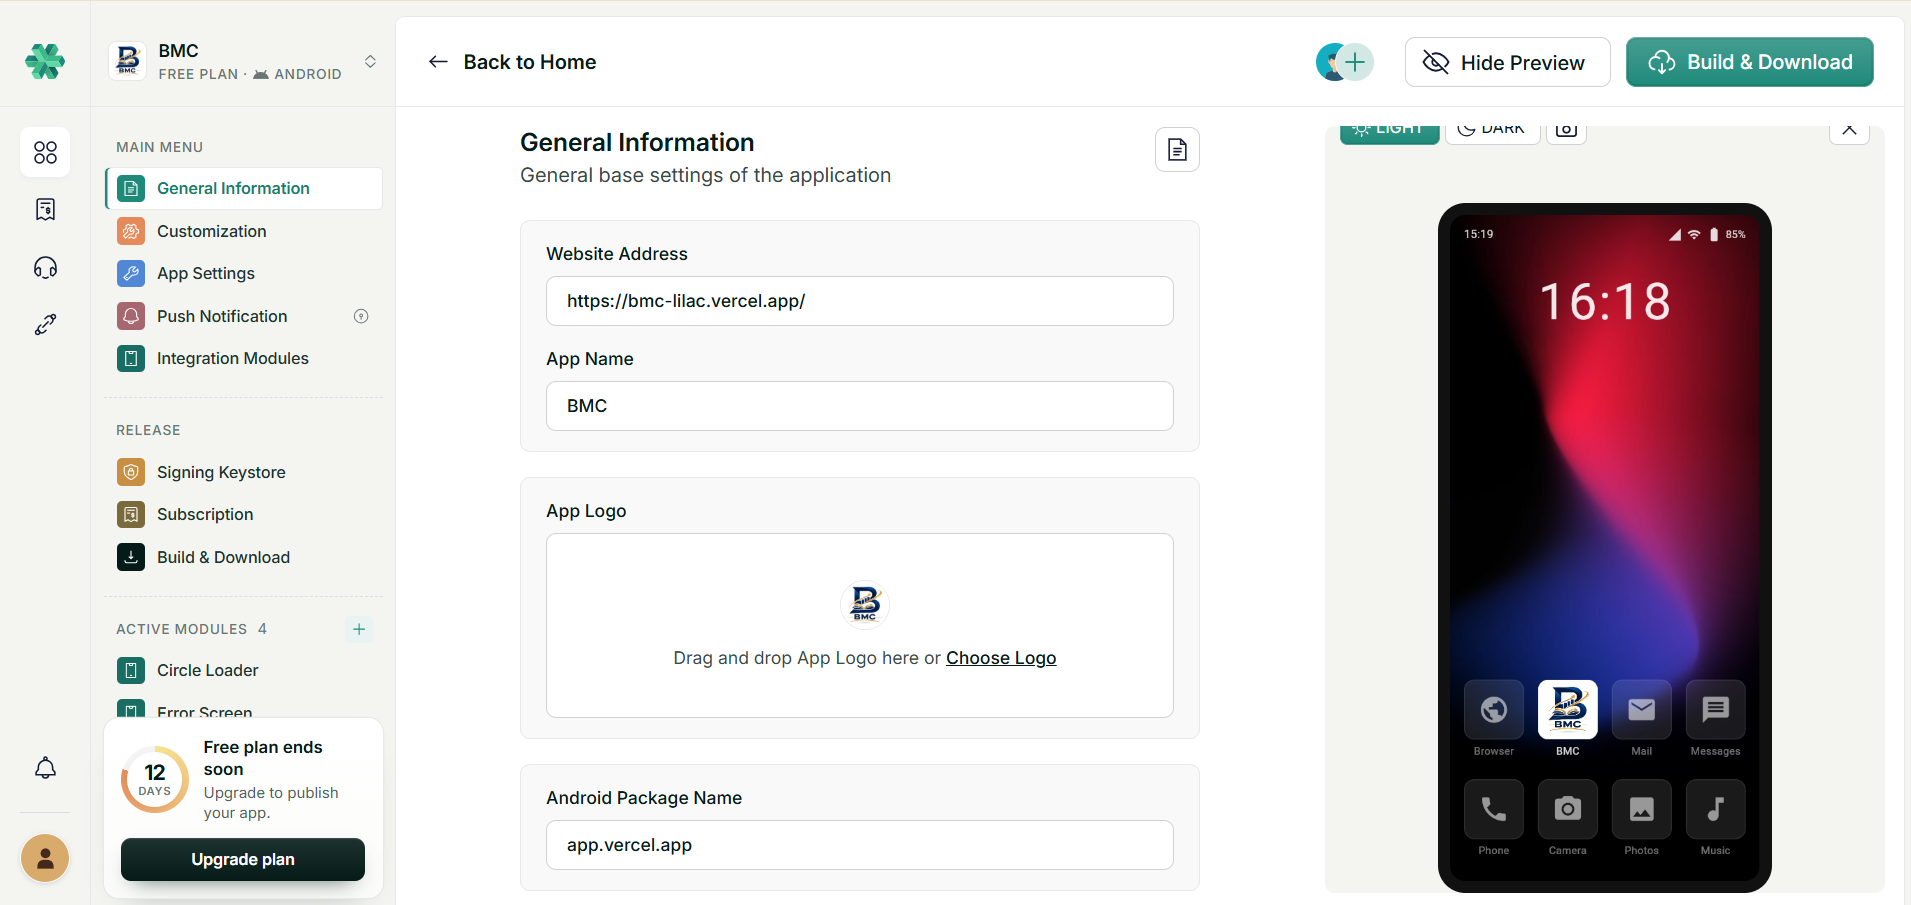 BMC
FREE PLAN · ANDROID
MAIN MENU
General Information
Customization
App Settings
Push Notification
Integration Modules
RELEASE
Signing Keystore
Subscription
Build & Download
ACTIVE MODULES 4
Circle Loader
Error Screen
12
DAYS
Free plan ends
soon
Upgrade to publish
your app.
Upgrade plan
Back to Home
Hide Preview
Build & Download
General Information
General base settings of the application
Website Address
https://bmc-lilac.vercel.app/
App Name
BMC
App Logo
B
BMC
Drag and drop App Logo here or Choose Logo
Android Package Name
app.vercel.app
LIGHT
DARK
15:19
85%
16:18
B
BMC
Browser
BMC
Mail
Messages
Phone
Camera
Photos
Music